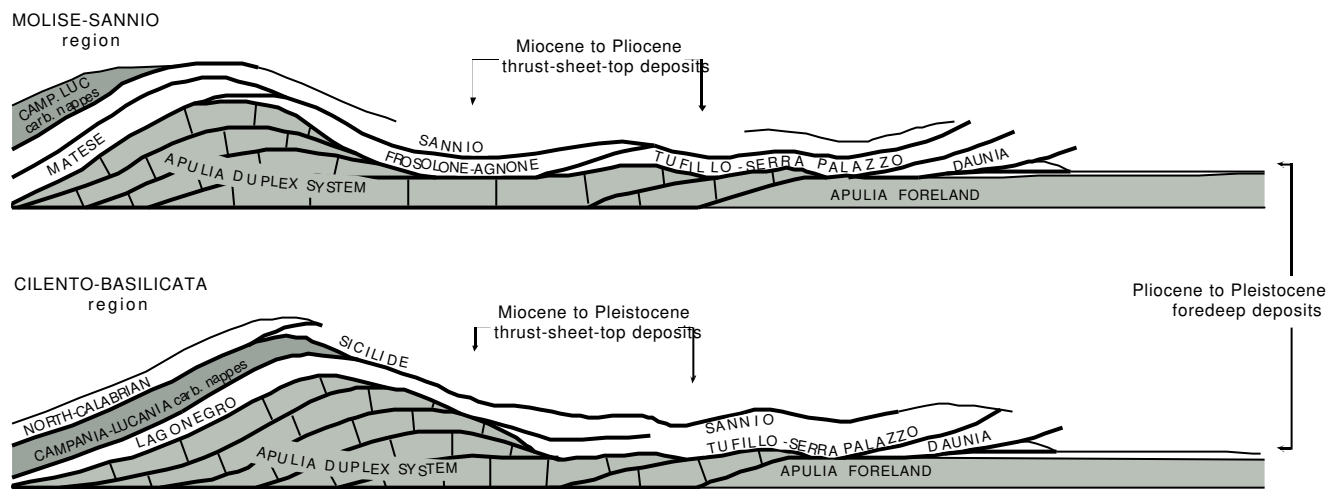 MOLISE-SANNIO
region
Miocene to Pliocene
thrust-sheet-top deposits
CAMP. LUC
carb. nappes
MATESE
SANNIO
FROSOLONE-AGNONE
TUFILLO-SERRA PALAZZO
DAUNIA
APULIA DUPLEX SYSTEM
APULIA FORELAND
CILENTO-BASILICATA
region
Pliocene to Pleistocene
foredeep deposits
Miocene to Pleistocene
thrust-sheet-top deposits
SICILIDE
NORTH-CALABRIAN
CAMPANIA-LUCANIA carb. nappes
LAGONEGRO
SANNIO
TUFILLO-SERRA PALAZZO
DAUNIA
APULIA DUPLEX SYSTEM
APULIA FORELAND